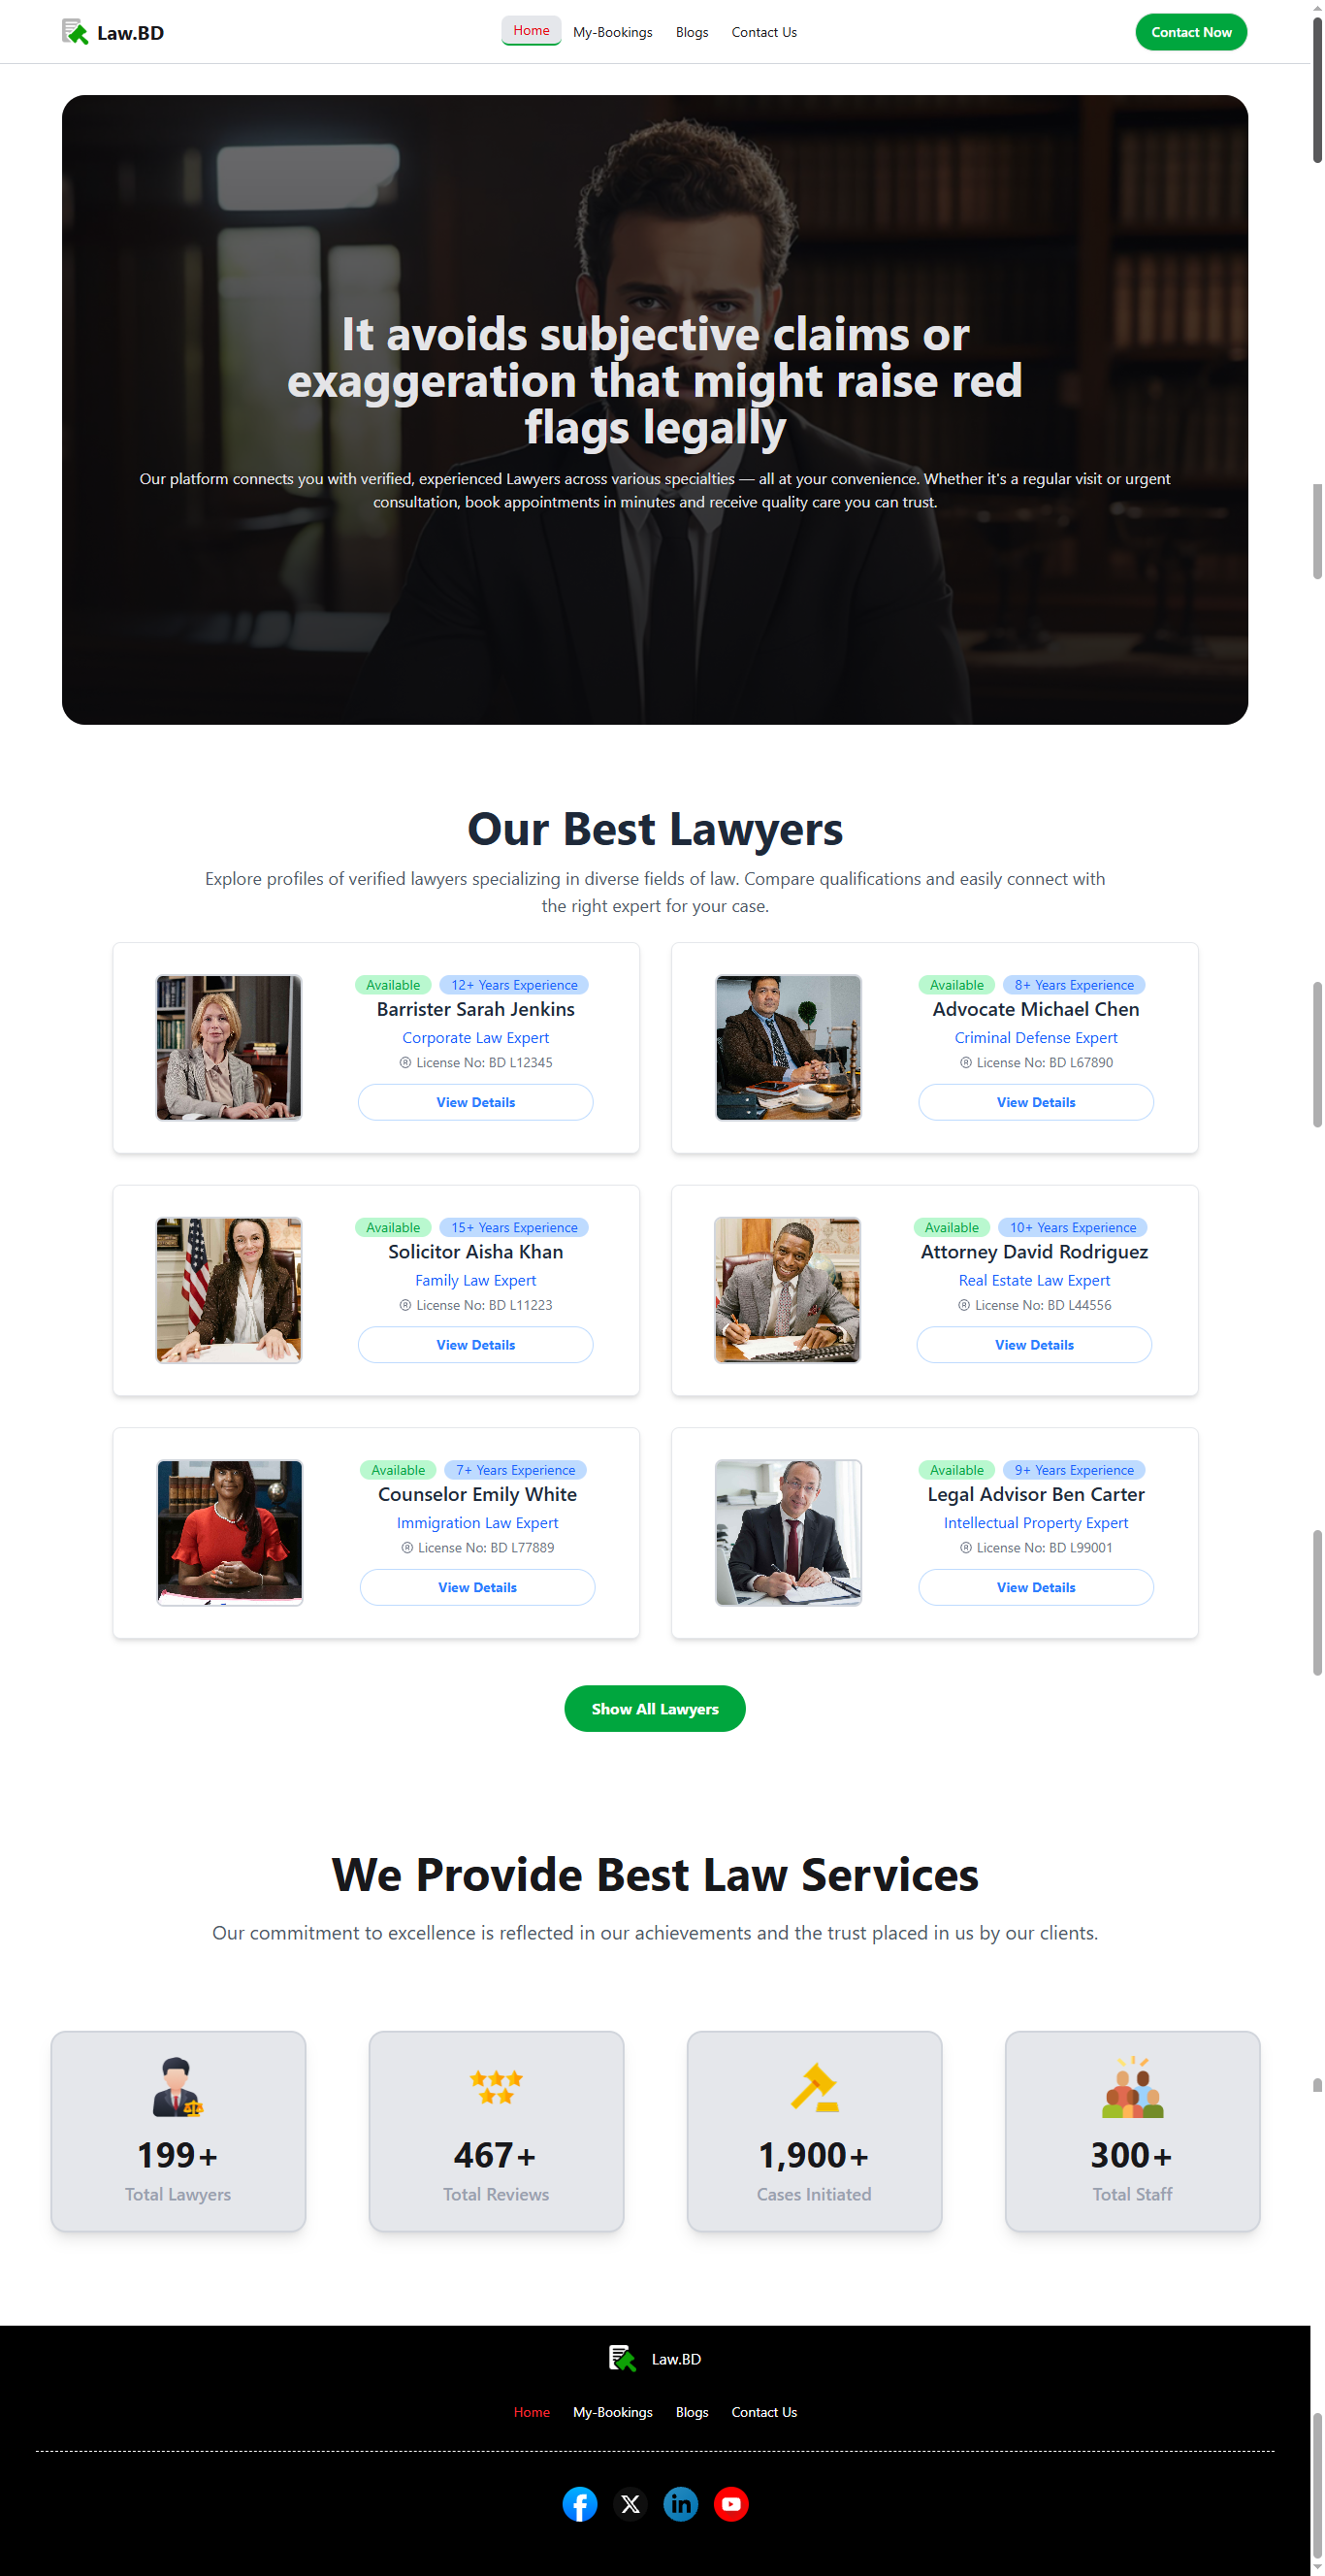 Law.BD
Home
My-Bookings
Blogs
Contact Us
Contact Now
It avoids subjective claims or
exaggeration that might raise red
flags legally
Our platform connects you with verified, experienced Lawyers across various specialties — all at your convenience. Whether it's a regular visit or urgent
consultation, book appointments in minutes and receive quality care you can trust.
Our Best Lawyers
Explore profiles of verified lawyers specializing in diverse fields of law. Compare qualifications and easily connect with
the right expert for your case.
Available
12+ Years Experience
Barrister Sarah Jenkins
Corporate Law Expert
License No: BD L12345
View Details
Available
8+ Years Experience
Advocate Michael Chen
Criminal Defense Expert
License No: BD L67890
View Details
Available
15+ Years Experience
Solicitor Aisha Khan
Family Law Expert
License No: BD L11223
View Details
Available
10+ Years Experience
Attorney David Rodriguez
Real Estate Law Expert
License No: BD L44556
View Details
Available
7+ Years Experience
Counselor Emily White
Immigration Law Expert
License No: BD L77889
View Details
Available
9+ Years Experience
Legal Advisor Ben Carter
Intellectual Property Expert
License No: BD L99001
View Details
Show All Lawyers
We Provide Best Law Services
Our commitment to excellence is reflected in our achievements and the trust placed in us by our clients.
199+
Total Lawyers
467+
Total Reviews
1,900+
Cases Initiated
300+
Total Staff
Law.BD
Home
My-Bookings
Blogs
Contact Us